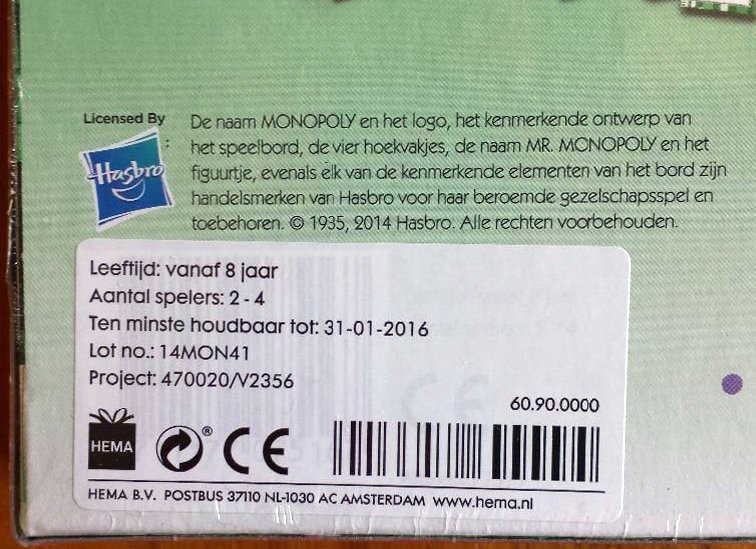 Licensed By
Hasbro
De naam MONOPOLY en het logo, het kenmerkende ontwerp van
het speelbord, de vier hoekvakjes, de naam MR. MONOPOLY en het
figuurtje, evenals elk van de kenmerkende elementen van het bord zijn
handelsmerken van Hasbro voor haar beroemde gezelschapsspel en
toebehoren. © 1935, 2014 Hasbro. Alle rechten voorbehouden.
Leeftijd: vanaf 8 jaar
Aantal spelers: 2 - 4
Ten minste houdbaar tot: 31-01-2016
Lot no.: 14MON41
Project: 470020/V2356
60.90.0000
HEMA
® CE
HEMA B.V. POSTBUS 37110 NL-1030 AC AMSTERDAM www.hema.nl